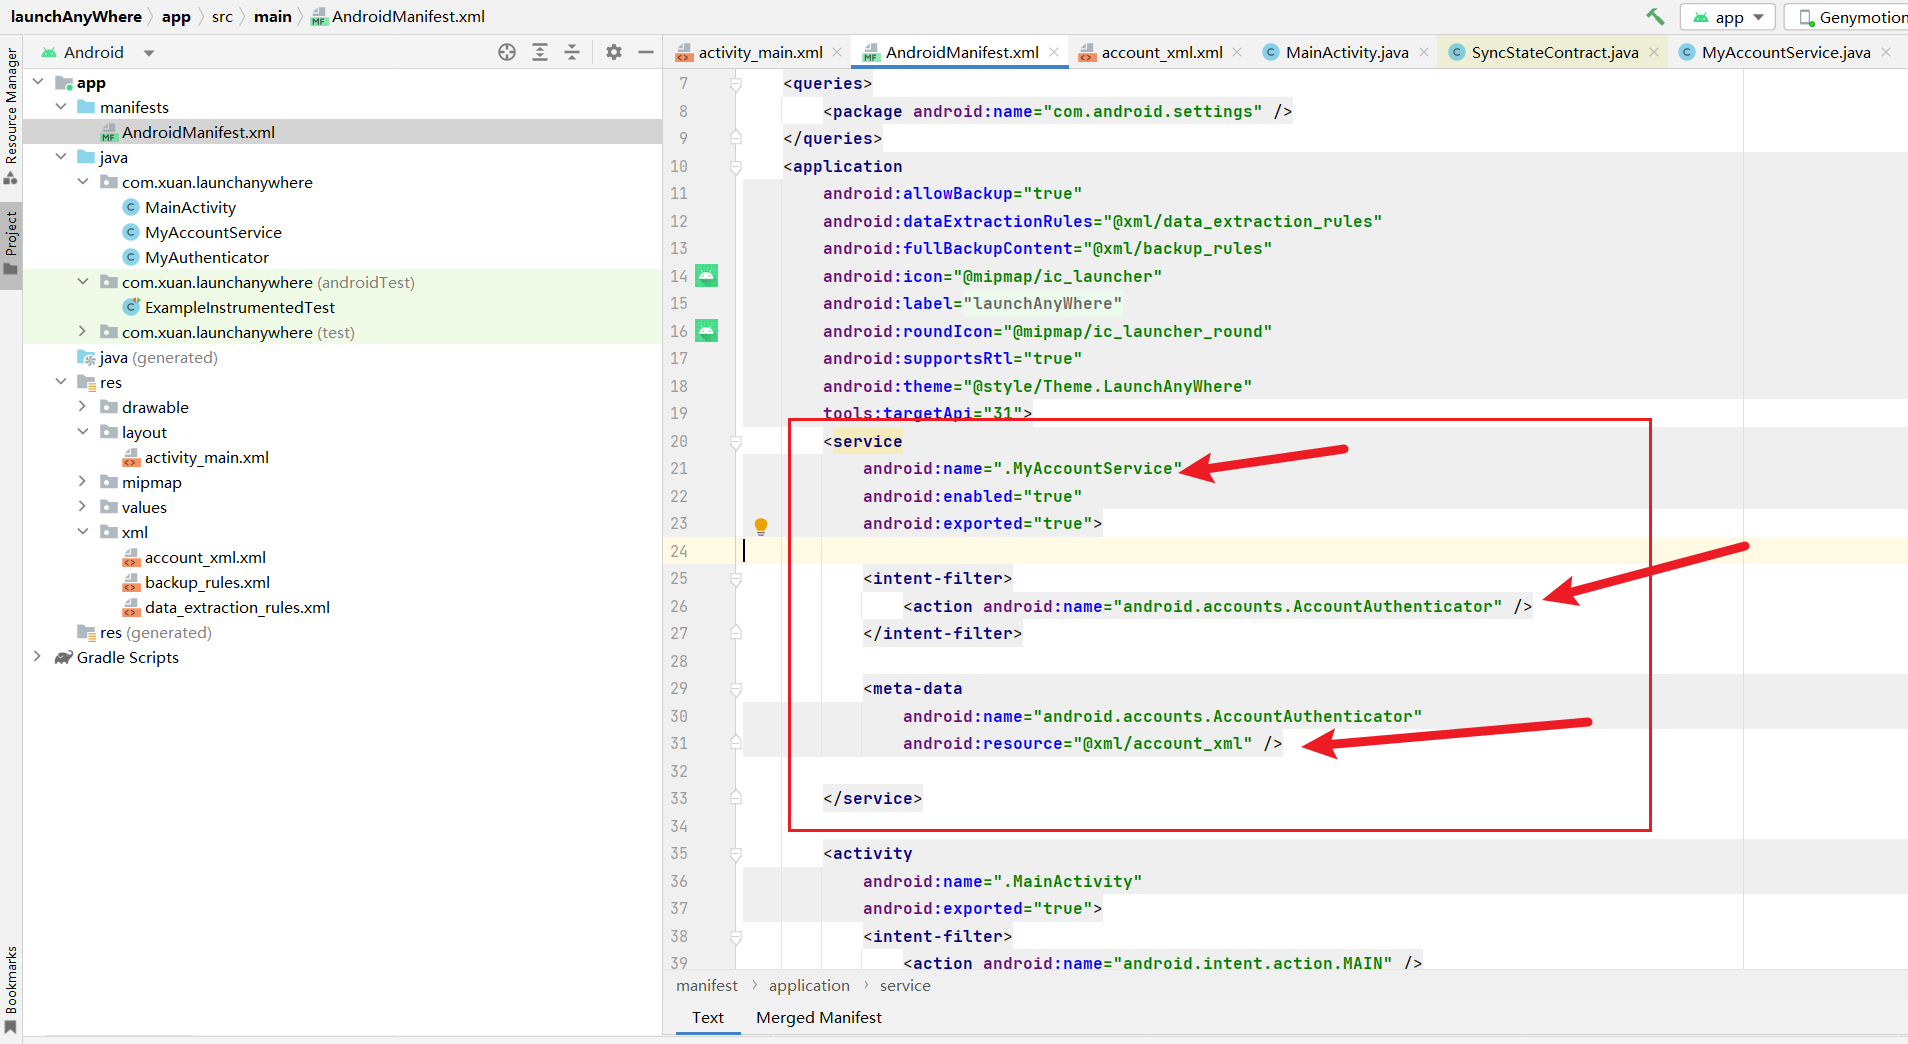 launchAnyWhere > app > src > main > AndroidManifest.xml
app
Genymotion
Resource Manager
Project
Bookmarks
Android
app
manifests
AndroidManifest.xml
java
com.xuan.launchanywhere
MainActivity
MyAccountService
MyAuthenticator
com.xuan.launchanywhere (androidTest)
ExampleInstrumentedTest
com.xuan.launchanywhere (test)
java (generated)
res
drawable
layout
activity_main.xml
mipmap
values
xml
account_xml.xml
backup_rules.xml
data_extraction_rules.xml
res (generated)
Gradle Scripts
activity_main.xml AndroidManifest.xml account_xml.xml MainActivity.java SyncStateContract.java MyAccountService.java
7 <queries>
8 <package android:name="com.android.settings" />
9 </queries>
10 <application
11 android:allowBackup="true"
12 android:dataExtractionRules="@xml/data_extraction_rules"
13 android:fullBackupContent="@xml/backup_rules"
14 android:icon="@mipmap/ic_launcher"
15 android:label="launchAnyWhere"
16 android:roundIcon="@mipmap/ic_launcher_round"
17 android:supportsRtl="true"
18 android:theme="@style/Theme.LaunchAnyWhere"
19 tools:targetApi="31">
20 <service
21 android:name=".MyAccountService"
22 android:enabled="true"
23 android:exported="true">
24
25 <intent-filter>
26 <action android:name="android.accounts.AccountAuthenticator" />
27 </intent-filter>
28
29 <meta-data
30 android:name="android.accounts.AccountAuthenticator"
31 android:resource="@xml/account_xml" />
32
33 </service>
34
35 <activity
36 android:name=".MainActivity"
37 android:exported="true">
38 <intent-filter>
39 <action android:name="android.intent.action.MAIN" />
manifest > application > service
Text Merged Manifest